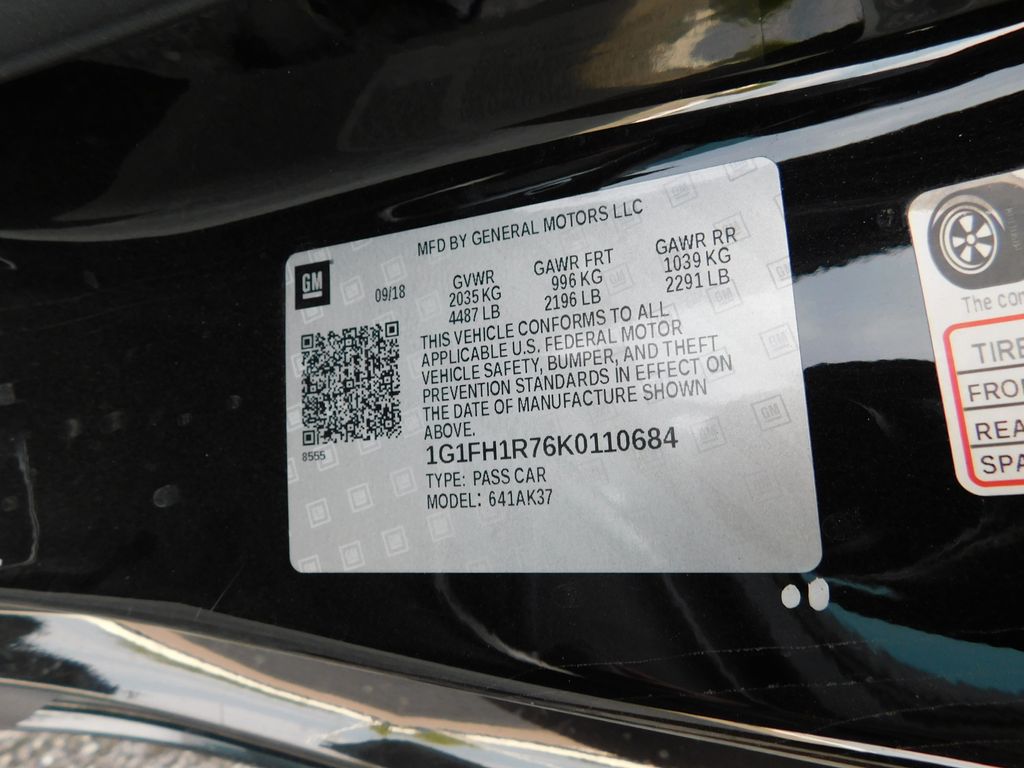 MFD BY GENERAL MOTORS LLC
GM
09/18
GVWR
2035 KG
4487 LB
GAWR FRT
996 KG
2196 LB
GAWR RR
1039 KG
2291 LB
THIS VEHICLE CONFORMS TO ALL
APPLICABLE U.S. FEDERAL MOTOR
VEHICLE SAFETY, BUMPER, AND THEFT
PREVENTION STANDARDS IN EFFECT ON
THE DATE OF MANUFACTURE SHOWN
ABOVE.
8555
1G1FH1R76K0110684
TYPE: PASS CAR
MODEL: 641AK37
The con
TIRE
FRO
REA
SPA